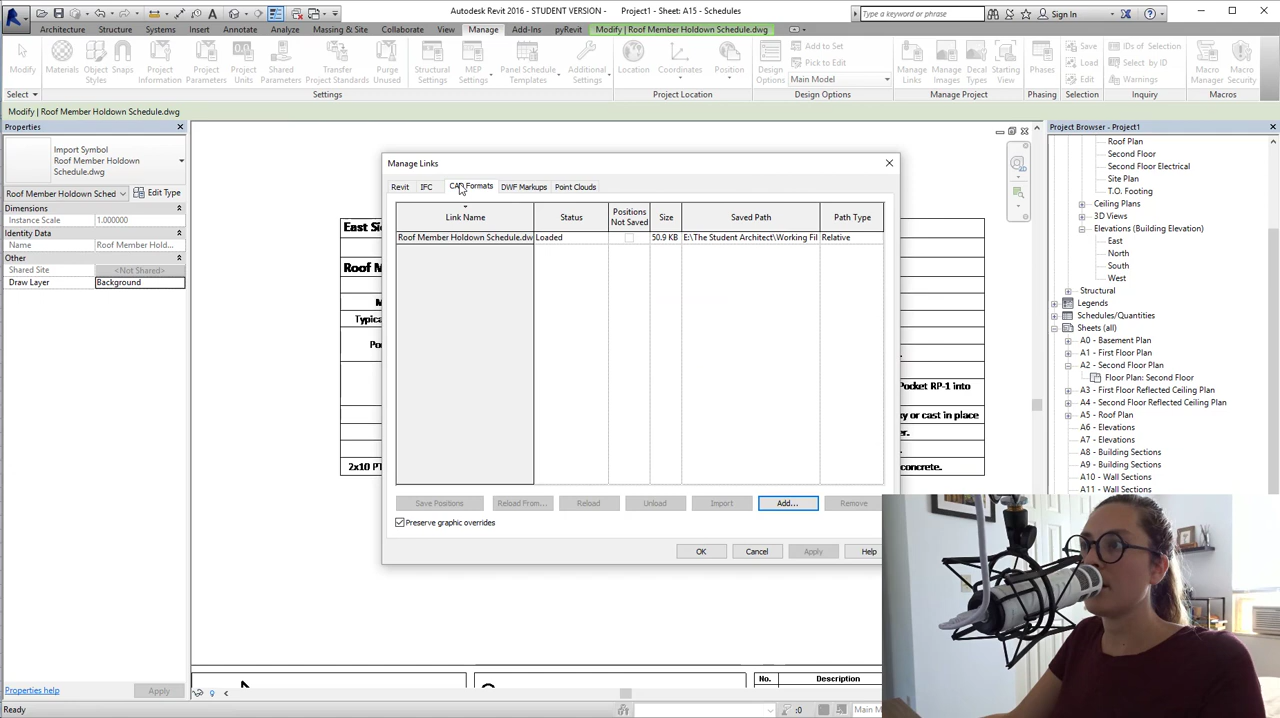 Autodesk Revit 2016 - STUDENT VERSION - Project1 - Sheet: A15 - Schedules
Type a keyword or phrase
Sign In
Architecture Structure Systems Insert Annotate Analyze Massing & Site Collaborate View Manage Add-Ins pyRevit Modify | Roof Member Holdown Schedule.dwg
Modify
Materials
Object Styles
Snaps
Project Information
Project Parameters
Project Units
Shared Parameters
Transfer Project Standards
Purge Unused
Structural Settings
MEP Settings
Panel Schedule Templates
Additional Settings
Location
Coordinates
Position
Design Options
Add to Set
Pick to Edit
Main Model
Manage Links
Manage Images
Decal Types
Starting View
Phases
Save
Load
Edit
IDs of Selection
Select by ID
Warnings
Macro Manager
Macro Security
Select
Settings
Project Location
Design Options
Manage Project
Phasing
Selection
Inquiry
Macros
Modify | Roof Member Holdown Schedule.dwg
Properties
Import Symbol
Roof Member Holdown
Schedule.dwg
Roof Member Holdown Sched
Edit Type
Dimensions
Instance Scale 1.000000
Identity Data
Name Roof Member Hold...
Other
Shared Site <Not Shared>
Draw Layer Background
Properties help
Apply
Ready
East Si
Roof M
Typica
Po
2x10 PT
Pocket RP-1 into
y or cast in place
er.
concrete.
Manage Links
Revit IFC CAD Formats DWF Markups Point Clouds
Link Name Status Positions Not Saved Size Saved Path Path Type
Roof Member Holdown Schedule.dw Loaded 50.9 KB E:\The Student Architect\Working Fil Relative
Save Positions Reload From... Reload Unload Import Add... Remove
Preserve graphic overrides
OK Cancel Apply Help
No. Description
:0
Main M
Project Browser - Project1
Roof Plan
Second Floor
Second Floor Electrical
Site Plan
T.O. Footing
Ceiling Plans
3D Views
Elevations (Building Elevation)
East
North
South
West
Structural
Legends
Schedules/Quantities
Sheets (all)
A0 - Basement Plan
A1 - First Floor Plan
A2 - Second Floor Plan
Floor Plan: Second Floor
A3 - First Floor Reflected Ceiling Plan
A4 - Second Floor Reflected Ceiling Plan
A5 - Roof Plan
A6 - Elevations
A7 - Elevations
A8 - Building Sections
A9 - Building Sections
A10 - Wall Sections
A11 - Wall Sections